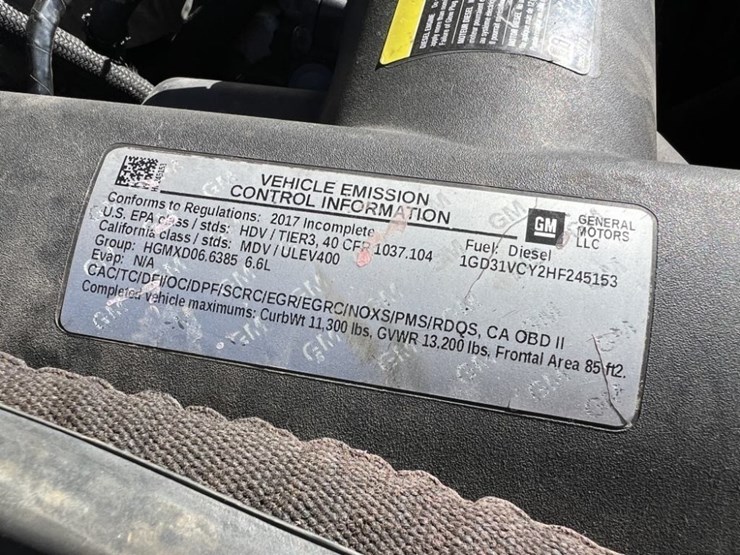 DIESEL ENGINE
VEHICLE EMISSION
CONTROL INFORMATION
GM
GENERAL
MOTORS
LLC
Conforms to Regulations: 2017 Incomplete
U.S. EPA class / stds: HDV / TIER3, 40 CFR 1037.104
Fuel: Diesel
California class / stds: MDV / ULEV400
1GD31VCY2HF245153
Group: HGMXD06.6385 6.6L
Evap: N/A
CAC/TC/DFI/OC/DPF/SCRC/EGR/EGRC/NOXS/PMS/RDQS, CA OBD II
Completed vehicle maximums: CurbWt 11,300 lbs, GVWR 13,200 lbs, Frontal Area 85 ft2.